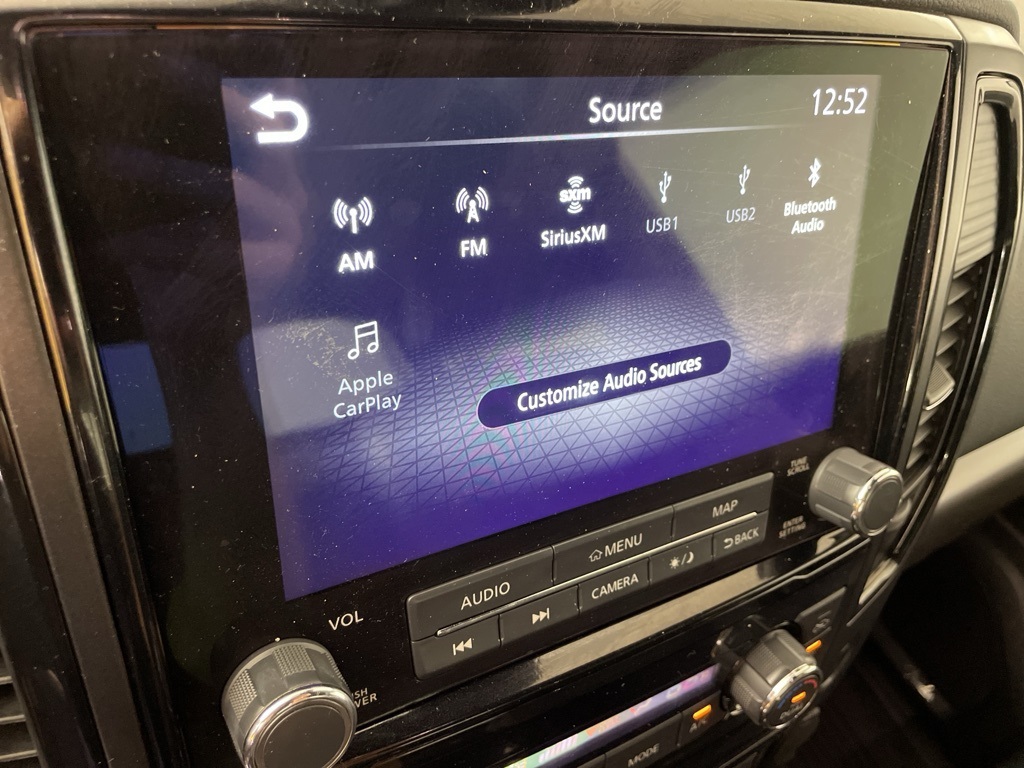 Source
12:52
AM
FM
sxm
SiriusXM
USB1
USB2
Bluetooth
Audio
Apple
CarPlay
Customize Audio Sources
TUNE
SCROLL
ENTER
SETTING
VOL
AUDIO
MENU
MAP
CAMERA
BACK
MODE